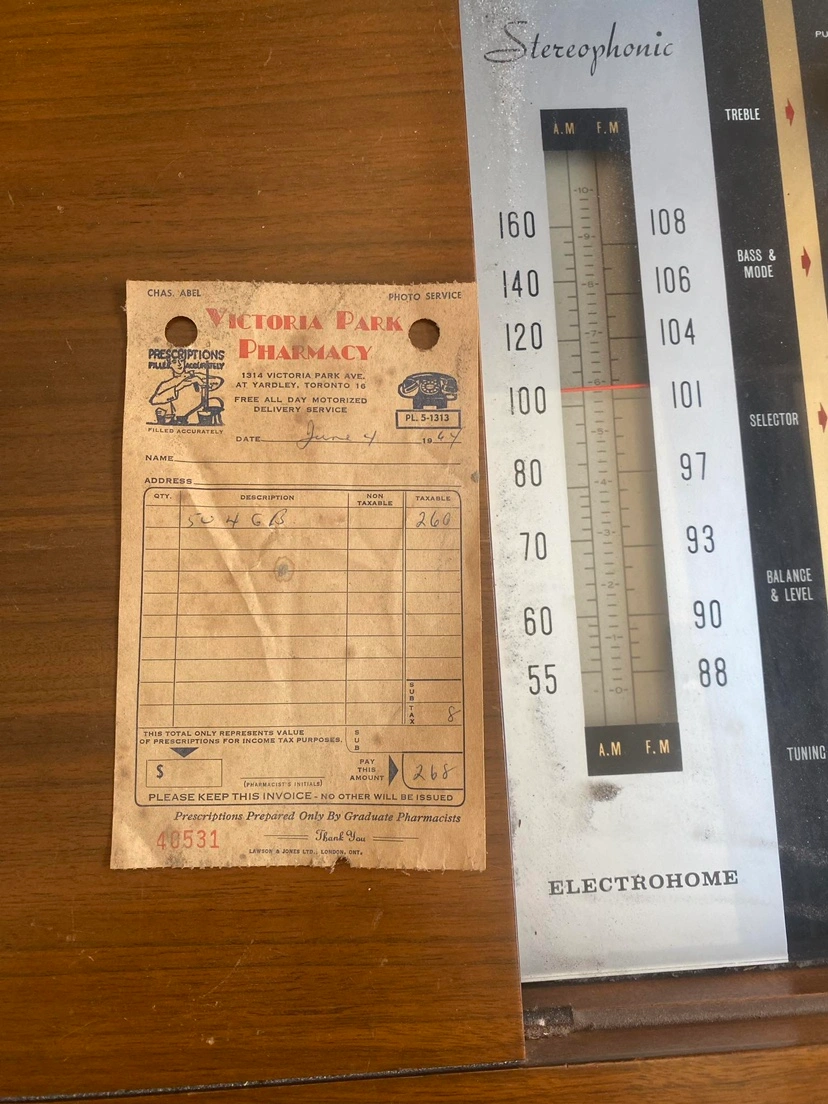 CHAS. ABEL
PHOTO SERVICE
VICTORIA PARK
PHARMACY
PRESCRIPTIONS
FILLED ACCURATELY
FILLED ACCURATELY
1314 VICTORIA PARK AVE.
AT YARDLEY, TORONTO 16
FREE ALL DAY MOTORIZED
DELIVERY SERVICE
PL. 5-1313
DATE June 4 1964
NAME
ADDRESS
QTY. DESCRIPTION NON TAXABLE TAXABLE
260
SUB
TAX 8
THIS TOTAL ONLY REPRESENTS VALUE
OF PRESCRIPTIONS FOR INCOME TAX PURPOSES.
SUB
$
(PHARMACIST'S INITIALS)
PAY
THIS
AMOUNT
268
PLEASE KEEP THIS INVOICE - NO OTHER WILL BE ISSUED
Prescriptions Prepared Only By Graduate Pharmacists
40531
Thank You
LAWSON & JONES LTD., LONDON, ONT.
Stereophonic
A.M F.M
-10-
-9-
-8-
-7-
-6-
-4-
-3-
-2-
-1-
-0-
160 108
140 106
120 104
100 101
80 97
70 93
60 90
55 88
A.M F.M
ELECTROHOME
PU
TREBLE
BASS &
MODE
SELECTOR
BALANCE
& LEVEL
TUNING